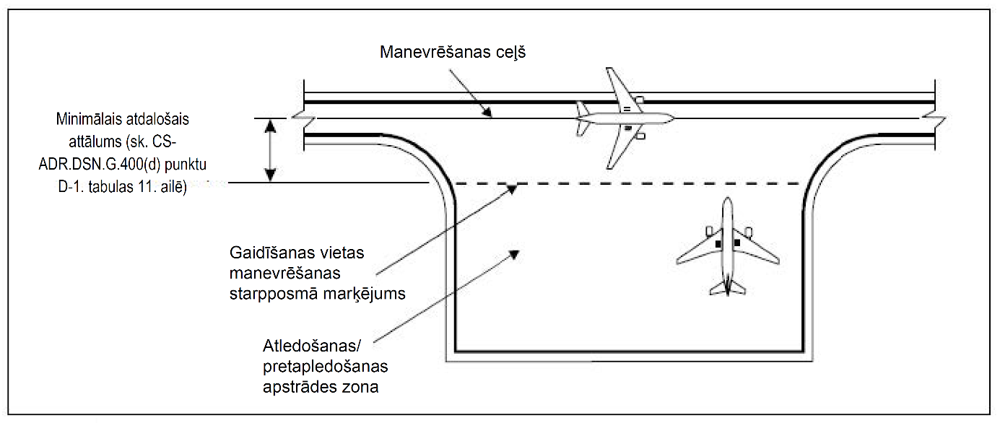 Manevrēšanas ceļš
Minimālais atdalošais
attālums (sk. CS-
ADR.DSN.G.400(d) punktu
D-1. tabulas 11. ailē)
Gaidīšanas vietas
manevrēšanas
starpposmā marķējums
Atledošanas/
pretapledošanas
apstrādes zona